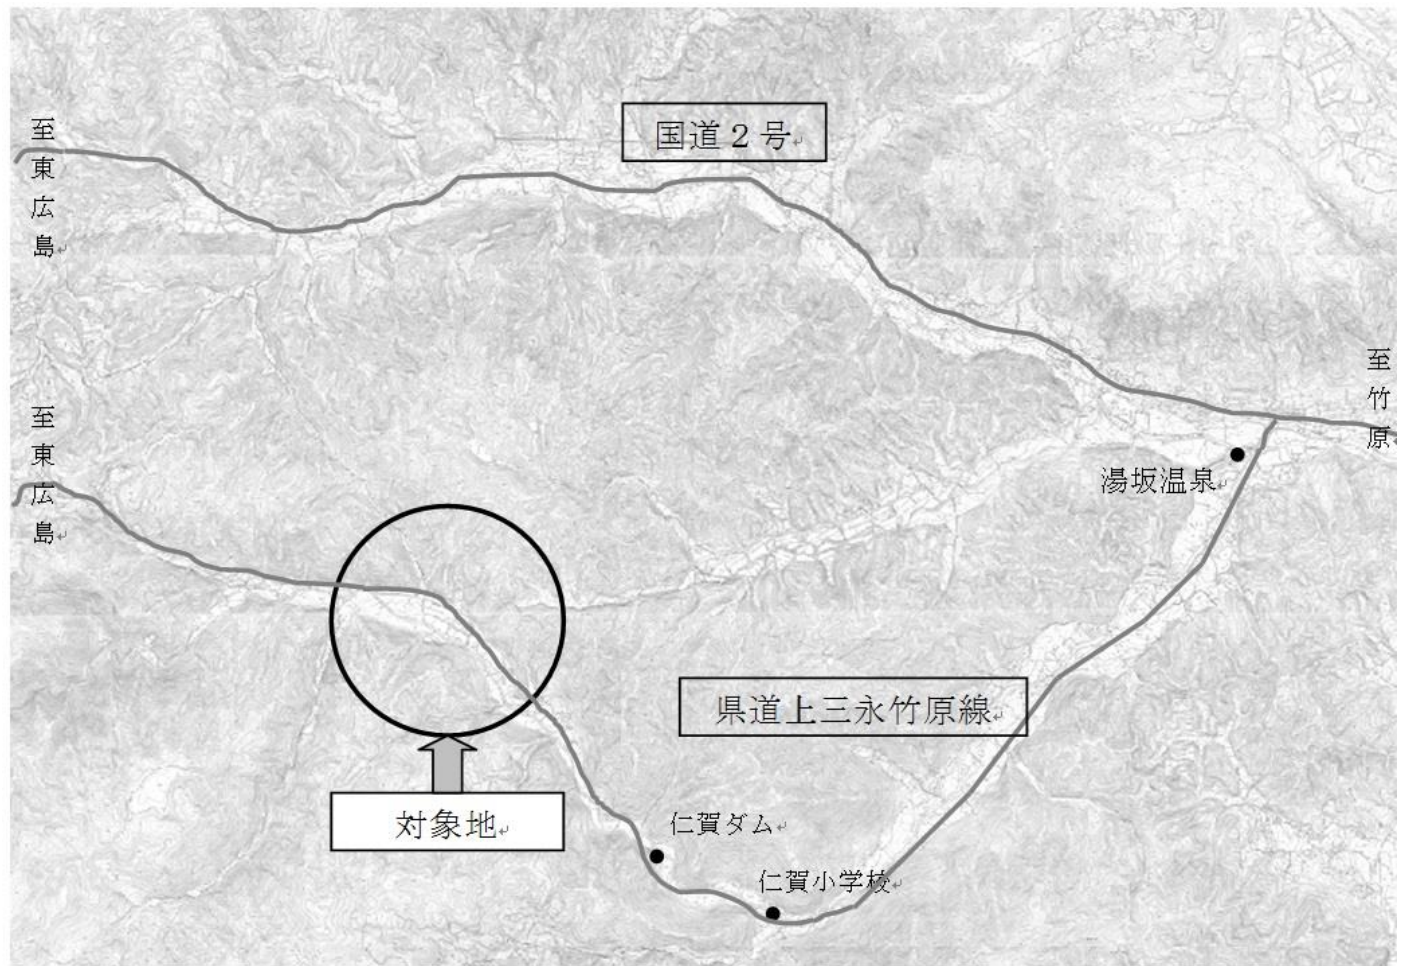 国道２号
至東広島
至竹原
至東広島
湯坂温泉
県道上三永竹原線
対象地
仁賀ダム
仁賀小学校